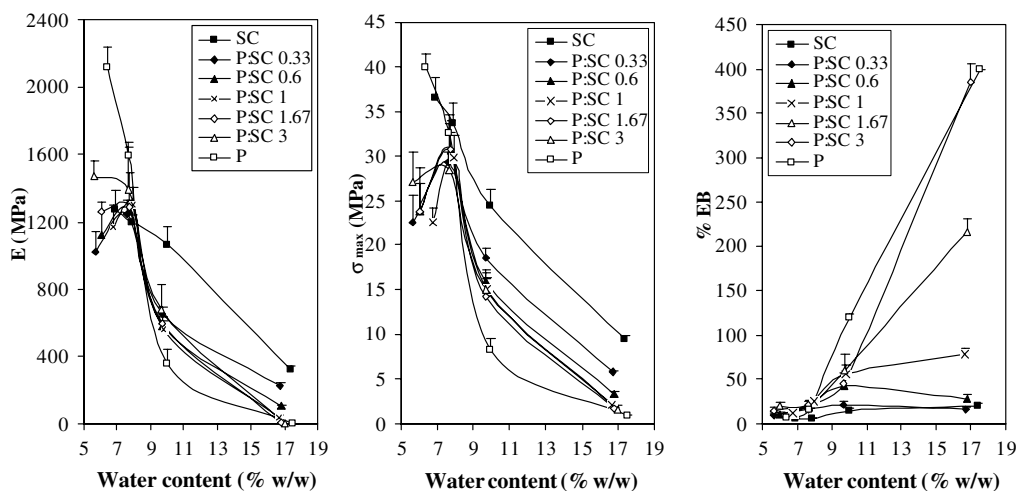 2400
2000
1600
1200
800
400
0
E (MPa)
5 7 9 11 13 15 17 19
Water content (% w/w)
SC
P:SC 0.33
P:SC 0.6
P:SC 1
P:SC 1.67
P:SC 3
P
45
40
35
30
25
20
15
10
5
0
σ max (MPa)
5 7 9 11 13 15 17 19
Water content (% w/w)
SC
P:SC 0.33
P:SC 0.6
P:SC 1
P:SC 1.67
P:SC 3
P
450
400
350
300
250
200
150
100
50
0
% EB
5 7 9 11 13 15 17 19
Water content (% w/w)
SC
P:SC 0.33
P:SC 0.6
P:SC 1
P:SC 1.67
P:SC 3
P